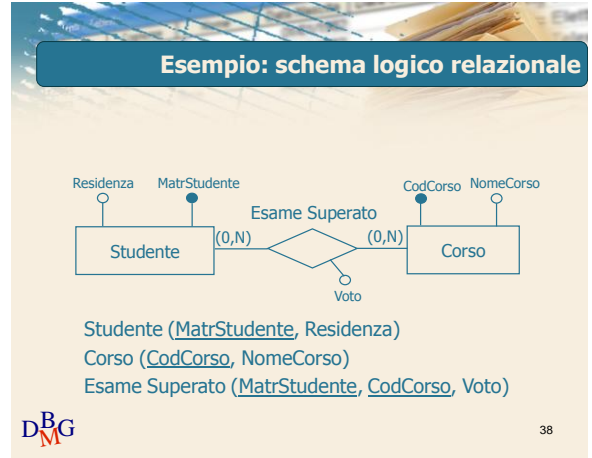 Esempio: schema logico relazionale
Residenza MatrStudente CodCorso NomeCorso
Esame Superato
Studente (0,N) (0,N) Corso
Voto
Studente (MatrStudente, Residenza)
Corso (CodCorso, NomeCorso)
Esame Superato (MatrStudente, CodCorso, Voto)
DBMG 38